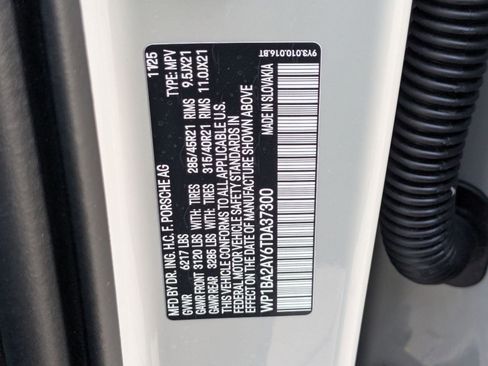 MFD BY DR. ING. H.C. F. PORSCHE AG 11/25
GVWR 6217 LBS TYPE: MPV
GAWR FRONT 3120 LBS WITH: TIRES 285/45R21 RIMS 9.5JX21
GAWR REAR 3285 LBS WITH: TIRES 315/40R21 RIMS 11.0JX21
THIS VEHICLE CONFORMS TO ALL APPLICABLE U.S.
FEDERAL MOTOR VEHICLE SAFETY STANDARDS IN
EFFECT ON THE DATE OF MANUFACTURE SHOWN ABOVE
WP1BA2AY6TDA37300
MADE IN SLOVAKIA
9Y3.010.016.BT